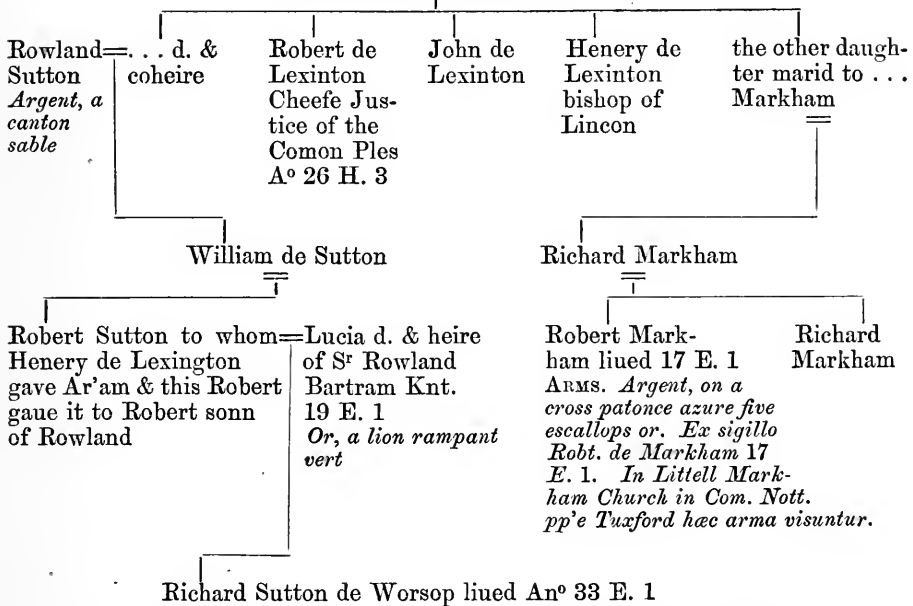 Rowland=. . . d. &
Sutton
coheire
Argent, a
canton
sable
Robert de
Lexinton
Cheefe Jus-
tice of the
Comon Ples
Aº 26 H. 3
John de
Lexinton
Henery de
Lexinton
bishop of
Lincon
the other daugh-
ter marid to . . .
Markham
William de Sutton
Richard Markham
Robert Sutton to whom=
Henery de Lexington
gave Ar'am & this Robert
gaue it to Robert sonn
of Rowland
Lucia d. & heire
of Sʳ Rowland
Bartram Knt.
19 E. 1
Or, a lion rampant
vert
Robert Mark-
ham liued 17 E. 1
ARMS. Argent, on a
cross patonce azure five
escallops or. Ex sigillo
Robt. de Markham 17
E. 1. In Littell Mark-
ham Church in Com. Nott.
pp'e Tuxford hæc arma visuntur.
Richard
Markham
Richard Sutton de Worsop liued Anº 33 E. 1